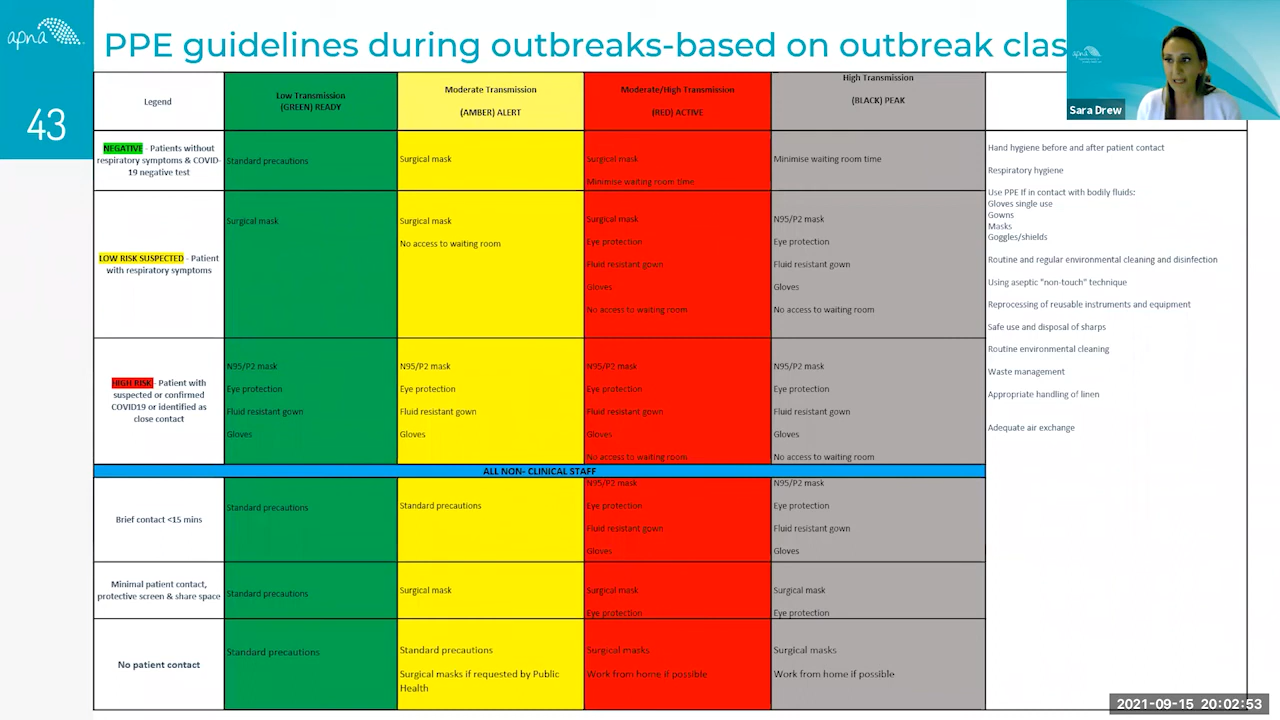 apna
PPE guidelines during outbreaks-based on outbreak clas
43
apna
Sara Drew
Legend
Low Transmission
(GREEN) READY
Moderate Transmission
(AMBER) ALERT
Moderate/High Transmission
(RED) ACTIVE
High Transmission
(BLACK) PEAK
NEGATIVE - Patients without
respiratory symptoms & COVID-
19 negative test
Standard precautions
Surgical mask
Surgical mask
Minimise waiting room time
Minimise waiting room time
LOW RISK SUSPECTED - Patient
with respiratory symptoms
Surgical mask
Surgical mask
No access to waiting room
Surgical mask
Eye protection
Fluid resistant gown
Gloves
No access to waiting room
N95/P2 mask
Eye protection
Fluid resistant gown
Gloves
No access to waiting room
HIGH RISK - Patient with
suspected or confirmed
COVID19 or identified as
close contact
N95/P2 mask
Eye protection
Fluid resistant gown
Gloves
N95/P2 mask
Eye protection
Fluid resistant gown
Gloves
N95/P2 mask
Eye protection
Fluid resistant gown
Gloves
No access to waiting room
N95/P2 mask
Eye protection
Fluid resistant gown
Gloves
No access to waiting room
ALL NON- CLINICAL STAFF
Brief contact <15 mins
Standard precautions
Standard precautions
N95/P2 mask
Eye protection
Fluid resistant gown
Gloves
N95/P2 mask
Eye protection
Fluid resistant gown
Gloves
Minimal patient contact,
protective screen & share space
Standard precautions
Surgical mask
Surgical mask
Eye protection
Surgical mask
Eye protection
No patient contact
Standard precautions
Standard precautions
Surgical masks if requested by Public
Health
Surgical masks
Work from home if possible
Surgical masks
Work from home if possible
Hand hygiene before and after patient contact
Respiratory hygiene
Use PPE If in contact with bodily fluids:
Gloves single use
Gowns
Masks
Goggles/shields
Routine and regular environmental cleaning and disinfection
Using aseptic "non-touch" technique
Reprocessing of reusable instruments and equipment
Safe use and disposal of sharps
Routine environmental cleaning
Waste management
Appropriate handling of linen
Adequate air exchange
2021-09-15 20:02:53